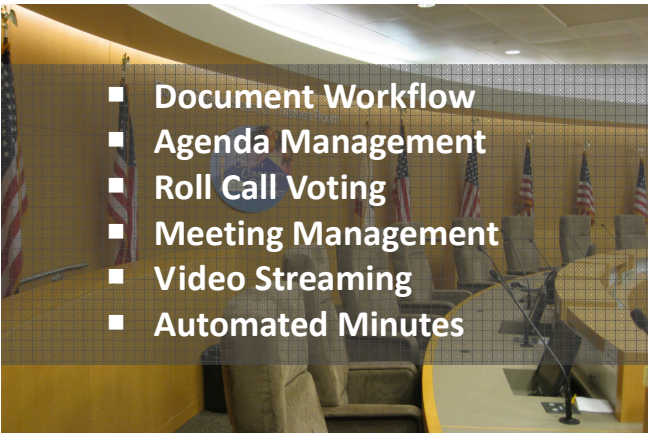 ▪ Document Workflow
▪ Agenda Management
▪ Roll Call Voting
▪ Meeting Management
▪ Video Streaming
▪ Automated Minutes